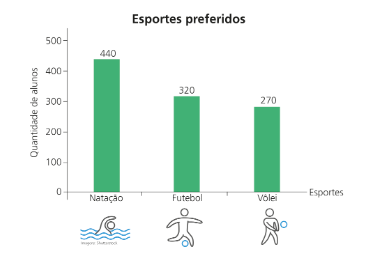 Esportes preferidos
Quantidade de alunos
500
400
300
200
100
0
440
320
270
Natação
Futebol
Vôlei
Esportes